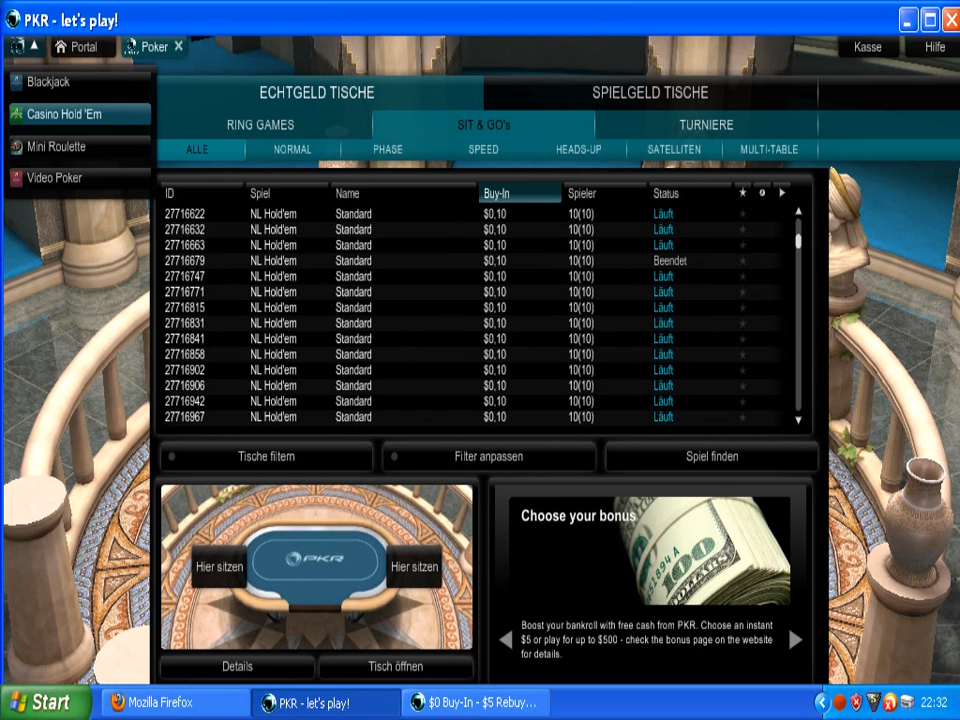 PKR - let's play!
Portal
Poker
Kasse
Hilfe
Blackjack
Casino Hold 'Em
Mini Roulette
Video Poker
ECHTGELD TISCHE
SPIELGELD TISCHE
RING GAMES
SIT & GO's
TURNIERE
ALLE
NORMAL
PHASE
SPEED
HEADS-UP
SATELLITEN
MULTI-TABLE
ID Spiel Name Buy-In Spieler Status
27716622 NL Hold'em Standard $0,10 10(10) Läuft
27716632 NL Hold'em Standard $0,10 10(10) Läuft
27716663 NL Hold'em Standard $0,10 10(10) Läuft
27716679 NL Hold'em Standard $0,10 10(10) Beendet
27716747 NL Hold'em Standard $0,10 10(10) Läuft
27716771 NL Hold'em Standard $0,10 10(10) Läuft
27716815 NL Hold'em Standard $0,10 10(10) Läuft
27716831 NL Hold'em Standard $0,10 10(10) Läuft
27716841 NL Hold'em Standard $0,10 10(10) Läuft
27716858 NL Hold'em Standard $0,10 10(10) Läuft
27716902 NL Hold'em Standard $0,10 10(10) Läuft
27716906 NL Hold'em Standard $0,10 10(10) Läuft
27716942 NL Hold'em Standard $0,10 10(10) Läuft
27716967 NL Hold'em Standard $0,10 10(10) Läuft
Tische filtern
Filter anpassen
Spiel finden
Hier sitzen
PKR
Hier sitzen
Details
Tisch öffnen
Choose your bonus
100
Boost your bankroll with free cash from PKR. Choose an instant
$5 or play for up to $500 - check the bonus page on the website
for details.
Start
Mozilla Firefox
PKR - let's play!
$0 Buy-In - $5 Rebuy...
22:32